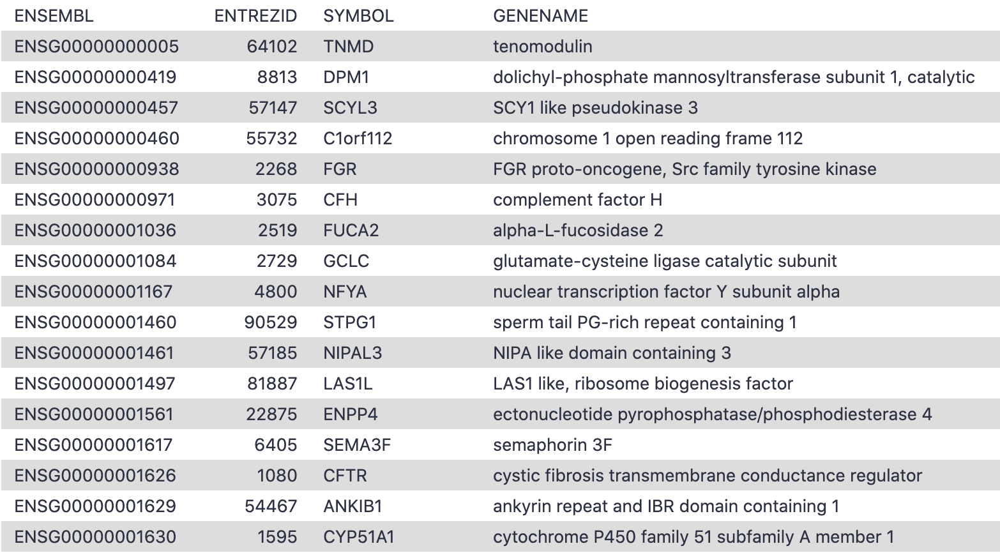 ENSEMBL ENTREZID SYMBOL GENENAME
ENSG00000000005 64102 TNMD tenomodulin
ENSG00000000419 8813 DPM1 dolichyl-phosphate mannosyltransferase subunit 1, catalytic
ENSG00000000457 57147 SCYL3 SCY1 like pseudokinase 3
ENSG00000000460 55732 C1orf112 chromosome 1 open reading frame 112
ENSG00000000938 2268 FGR FGR proto-oncogene, Src family tyrosine kinase
ENSG00000000971 3075 CFH complement factor H
ENSG00000001036 2519 FUCA2 alpha-L-fucosidase 2
ENSG00000001084 2729 GCLC glutamate-cysteine ligase catalytic subunit
ENSG00000001167 4800 NFYA nuclear transcription factor Y subunit alpha
ENSG00000001460 90529 STPG1 sperm tail PG-rich repeat containing 1
ENSG00000001461 57185 NIPAL3 NIPA like domain containing 3
ENSG00000001497 81887 LAS1L LAS1 like, ribosome biogenesis factor
ENSG00000001561 22875 ENPP4 ectonucleotide pyrophosphatase/phosphodiesterase 4
ENSG00000001617 6405 SEMA3F semaphorin 3F
ENSG00000001626 1080 CFTR cystic fibrosis transmembrane conductance regulator
ENSG00000001629 54467 ANKIB1 ankyrin repeat and IBR domain containing 1
ENSG00000001630 1595 CYP51A1 cytochrome P450 family 51 subfamily A member 1